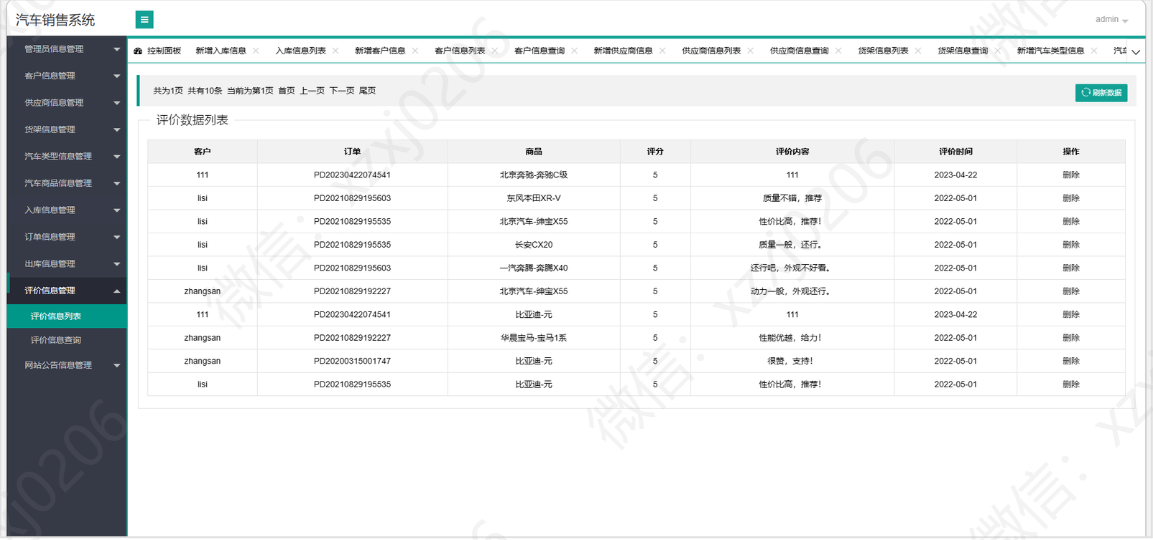 汽车销售系统
admin
管理员信息管理
客户信息管理
供应商信息管理
货架信息管理
汽车类型信息管理
汽车商品信息管理
入库信息管理
订单信息管理
出库信息管理
评价信息管理
评价信息列表
评价信息查询
网站公告信息管理
控制面板 新增入库信息 入库信息列表 新增客户信息 客户信息列表 客户信息查询 新增供应商信息 供应商信息列表 供应商信息查询 货架信息列表 货架信息查询 新增汽车类型信息
共为1页 共有10条 当前为第1页 首页 上一页 下一页 尾页 刷新数据
评价数据列表
客户 订单 商品 评分 评价内容 评价时间 操作
111 PD20230422074541 北京奔驰-奔驰C级 5 111 2023-04-22 删除
lisi PD20210829195603 东风本田XR-V 5 质量不错，推荐 2022-05-01 删除
lisi PD20210829195535 北京汽车-绅宝X55 5 性价比高，推荐！ 2022-05-01 删除
lisi PD20210829195535 长安CX20 5 质量一般，还行。 2022-05-01 删除
lisi PD20210829195603 一汽奔腾-奔腾X40 5 还行吧，外观不好看。 2022-05-01 删除
zhangsan PD20210829192227 北京汽车-绅宝X55 5 动力一般，外观还行。 2022-05-01 删除
111 PD20230422074541 比亚迪-元 5 111 2023-04-22 删除
zhangsan PD20210829192227 华晨宝马-宝马1系 5 性能优越，给力！ 2022-05-01 删除
zhangsan PD20200315001747 比亚迪-元 5 很赞，支持！ 2022-05-01 删除
lisi PD20210829195535 比亚迪-元 5 性价比高，推荐！ 2022-05-01 删除
微信：xzxj0206